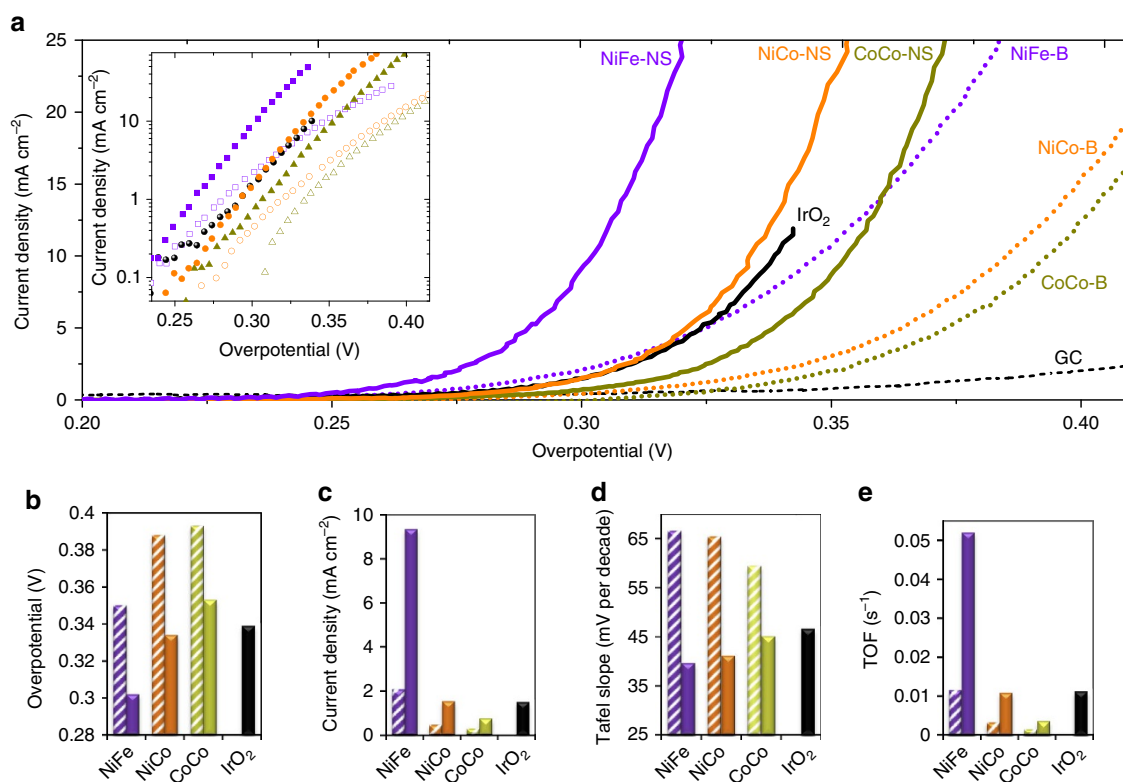 a
25
20
15
10
5
0
Current density (mA cm−2)
NiFe-NS
NiCo-NS
CoCo-NS
NiFe-B
NiCo-B
CoCo-B
IrO2
GC
10
1
0.1
Current density (mA cm−2)
0.25 0.30 0.35 0.40
Overpotential (V)
0.20 0.25 0.30 0.35 0.40
Overpotential (V)
b
0.4
0.38
0.36
0.34
0.32
0.3
0.28
Overpotential (V)
NiFe NiCo CoCo IrO2
c
10
8
6
4
2
0
Current density (mA cm−2)
NiFe NiCo CoCo IrO2
d
65
55
45
35
25
Tafel slope (mV per decade)
NiFe NiCo CoCo IrO2
e
0.05
0.04
0.03
0.02
0.01
0
TOF (s−1)
NiFe NiCo CoCo IrO2